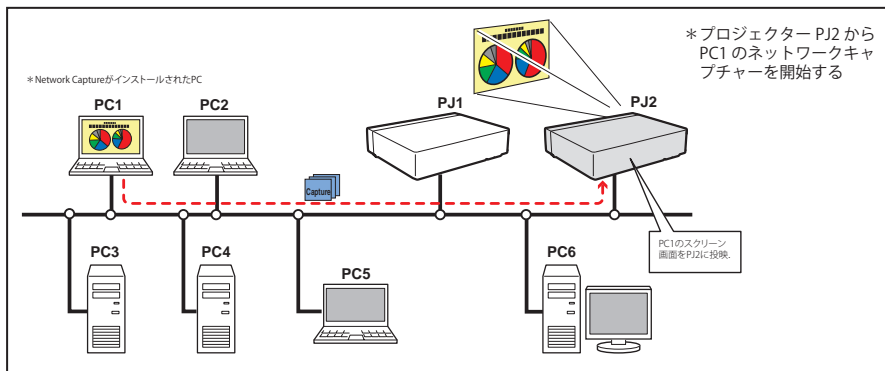 ＊プロジェクター PJ2 から
PC1 のネットワークキャ
プチャーを開始する
＊Network CaptureがインストールされたPC
PC1
PC2
PJ1
PJ2
Capture
PC1のスクリーン
画面をPJ2に投映.
PC3
PC4
PC5
PC6